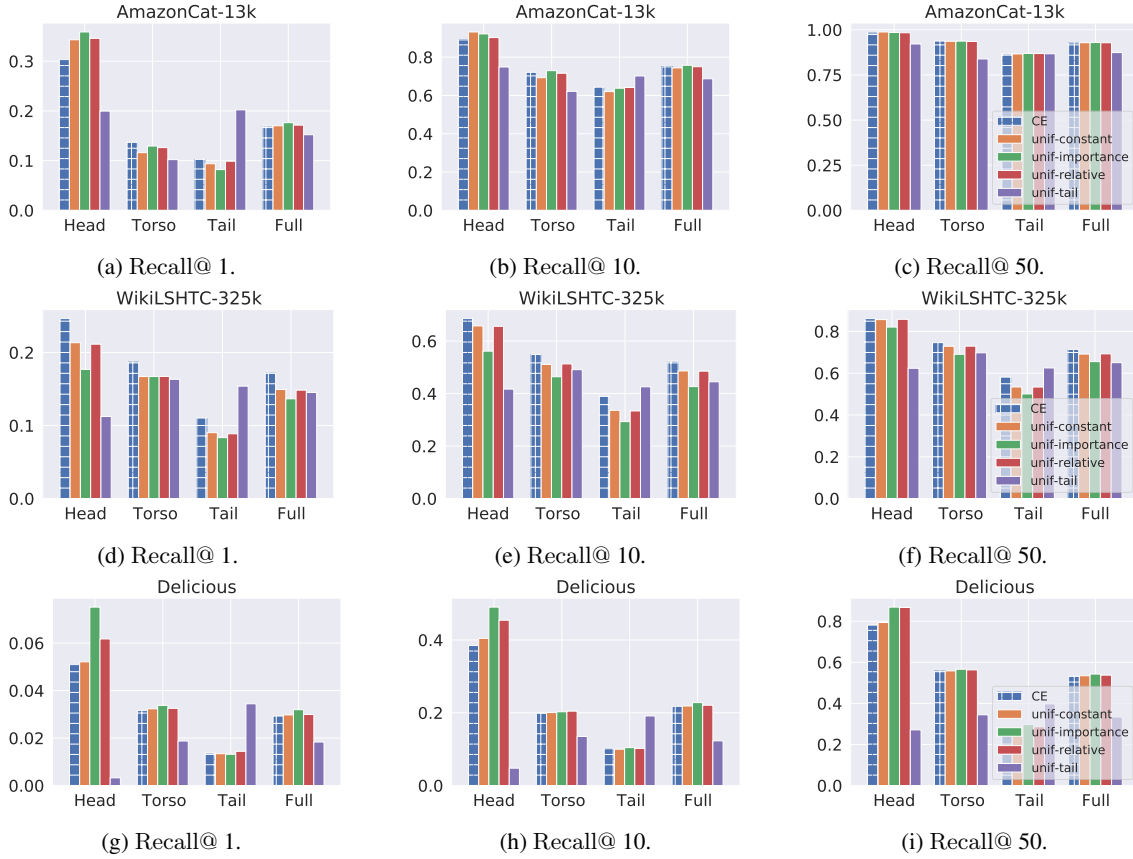 AmazonCat-13k
0.3
0.2
0.1
0.0
Head Torso Tail Full
(a) Recall@ 1.
AmazonCat-13k
0.8
0.6
0.4
0.2
0.0
Head Torso Tail Full
(b) Recall@ 10.
AmazonCat-13k
1.00
0.75
0.50
0.25
0.00
CE
unif-constant
unif-importance
unif-relative
unif-tail
Head Torso Tail Full
(c) Recall@ 50.
WikiLSHTC-325k
0.2
0.1
0.0
Head Torso Tail Full
(d) Recall@ 1.
WikiLSHTC-325k
0.6
0.4
0.2
0.0
Head Torso Tail Full
(e) Recall@ 10.
WikiLSHTC-325k
0.8
0.6
0.4
0.2
0.0
CE
unif-constant
unif-importance
unif-relative
unif-tail
Head Torso Tail Full
(f) Recall@ 50.
Delicious
0.06
0.04
0.02
0.00
Head Torso Tail Full
(g) Recall@ 1.
Delicious
0.4
0.2
0.0
Head Torso Tail Full
(h) Recall@ 10.
Delicious
0.8
0.6
0.4
0.2
0.0
CE
unif-constant
unif-importance
unif-relative
unif-tail
Head Torso Tail Full
(i) Recall@ 50.